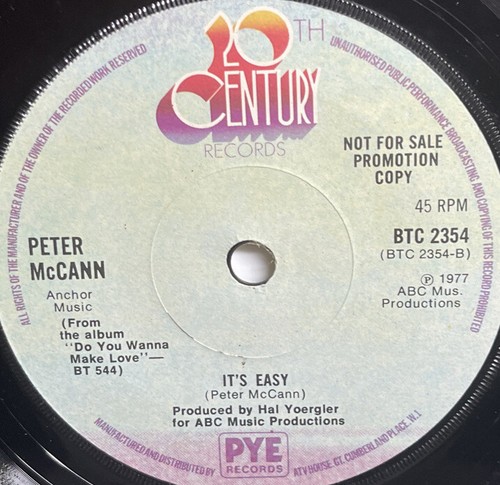 20TH
CENTURY
RECORDS
ALL RIGHTS OF THE MANUFACTURER AND OF THE OWNER OF THE RECORDED WORK RESERVED
UNAUTHORISED PUBLIC PERFORMANCE BROADCASTING AND COPYING OF THIS RECORD PROHIBITED
NOT FOR SALE
PROMOTION
COPY
45 RPM
PETER
McCANN
BTC 2354
(BTC 2354-B)
Anchor
Music
℗ 1977
ABC Mus.
Productions
(From
the album
"Do You Wanna
Make Love"—
BT 544)
IT'S EASY
(Peter McCann)
Produced by Hal Yoergler
for ABC Music Productions
MANUFACTURED AND DISTRIBUTED BY
PYE
RECORDS
ATV HOUSE, GT. CUMBERLAND PLACE, W.1.